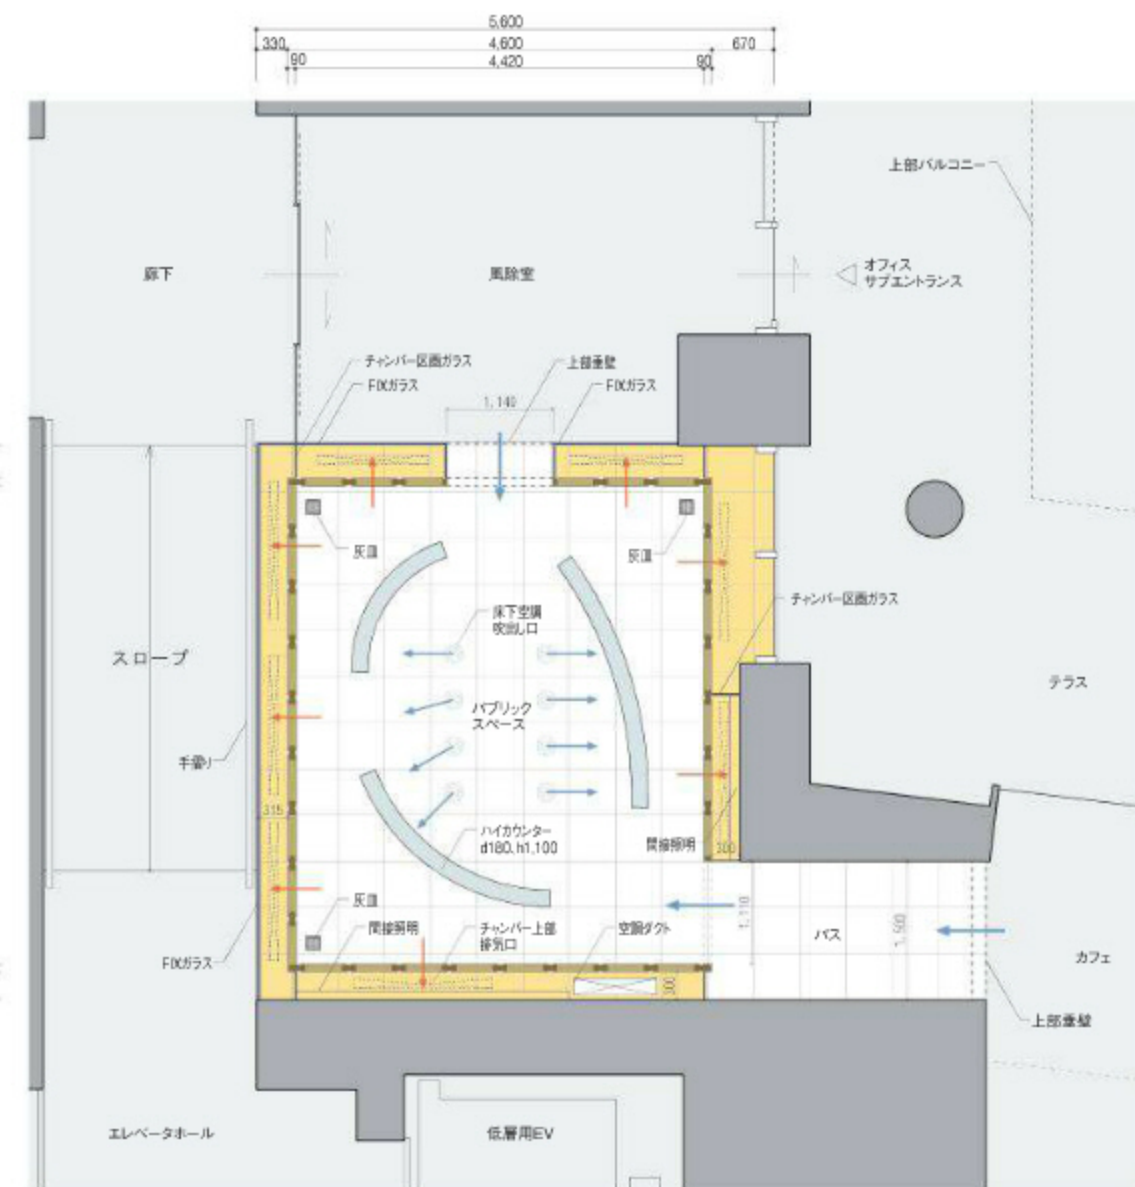 5,600
330 4,600 670
90 4,420 90
上部バルコニー
廊下
風除室
オフィス
サブエントランス
チャンバー区画ガラス
FIXガラス
上部垂壁
FIXガラス
1,140
灰皿
灰皿
床下空調
吹出し口
チャンバー区画ガラス
スロープ
テラス
パブリック
スペース
手摺り
315
ハイカウンター
d180、h1,100
間接照明
300
灰皿
間接照明
チャンバー上部
排気口
空調ダクト
1,110
パス
1,500
カフェ
FIXガラス
300
上部垂壁
エレベータホール
低層用EV